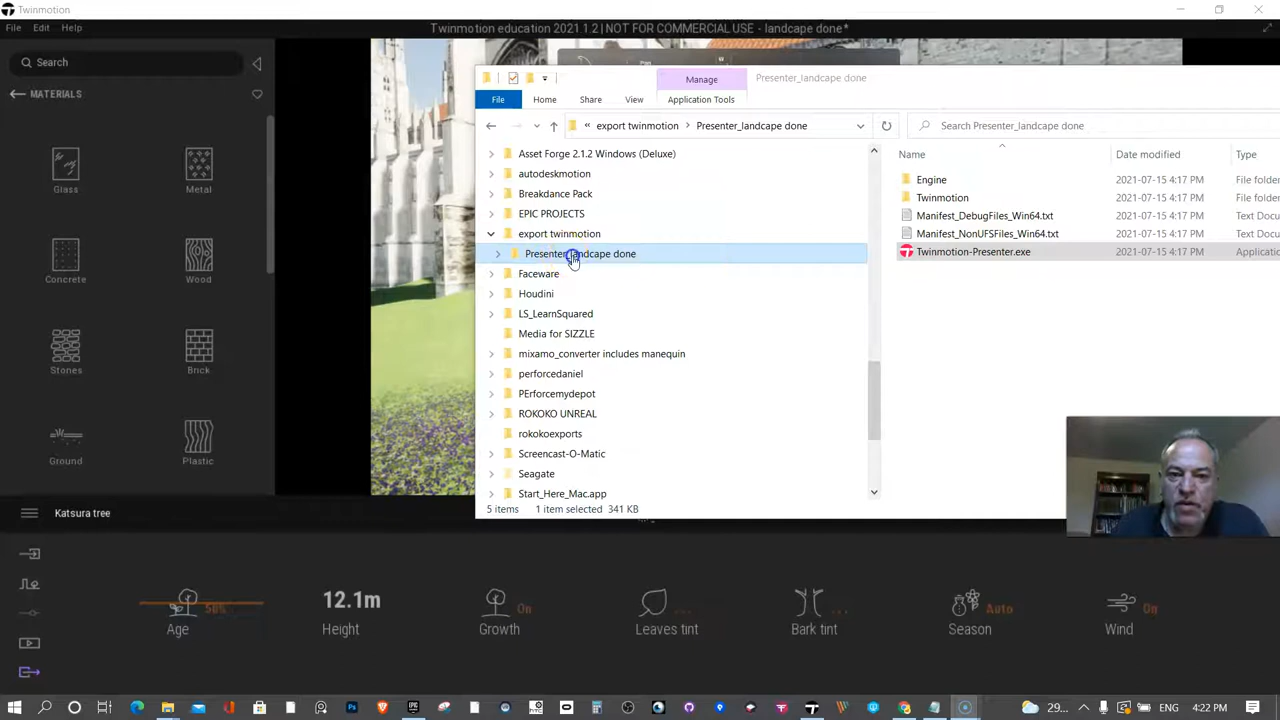 Twinmotion
File Edit Help
Twinmotion education 2021.1.2 | NOT FOR COMMERCIAL USE - landcape done*
Search
MATERIALS
Glass
Metal
Concrete
Wood
Stones
Brick
Ground
Plastic
Manage
Presenter_landcape done
File Home Share View Application Tools
« export twinmotion > Presenter_landcape done
Search Presenter_landcape done
Asset Forge 2.1.2 Windows (Deluxe)
autodeskmotion
Breakdance Pack
EPIC PROJECTS
export twinmotion
Presenter_landcape done
Faceware
Houdini
LS_LearnSquared
Media for SIZZLE
mixamo_converter includes manequin
perforcedaniel
PErforcemydepot
ROKOKO UNREAL
rokokoexports
Screencast-O-Matic
Seagate
Start_Here_Mac.app
Name Date modified Type
Engine 2021-07-15 4:17 PM File folder
Twinmotion 2021-07-15 4:17 PM File folder
Manifest_DebugFiles_Win64.txt 2021-07-15 4:17 PM Text Docu
Manifest_NonUFSFiles_Win64.txt 2021-07-15 4:17 PM Text Docu
Twinmotion-Presenter.exe 2021-07-15 4:17 PM Applicatio
5 items 1 item selected 341 KB
Katsura tree
50%
Age
12.1m
Height
On
Growth
...
Leaves tint
...
Bark tint
Auto
Season
On
Wind
29...
ENG
4:22 PM